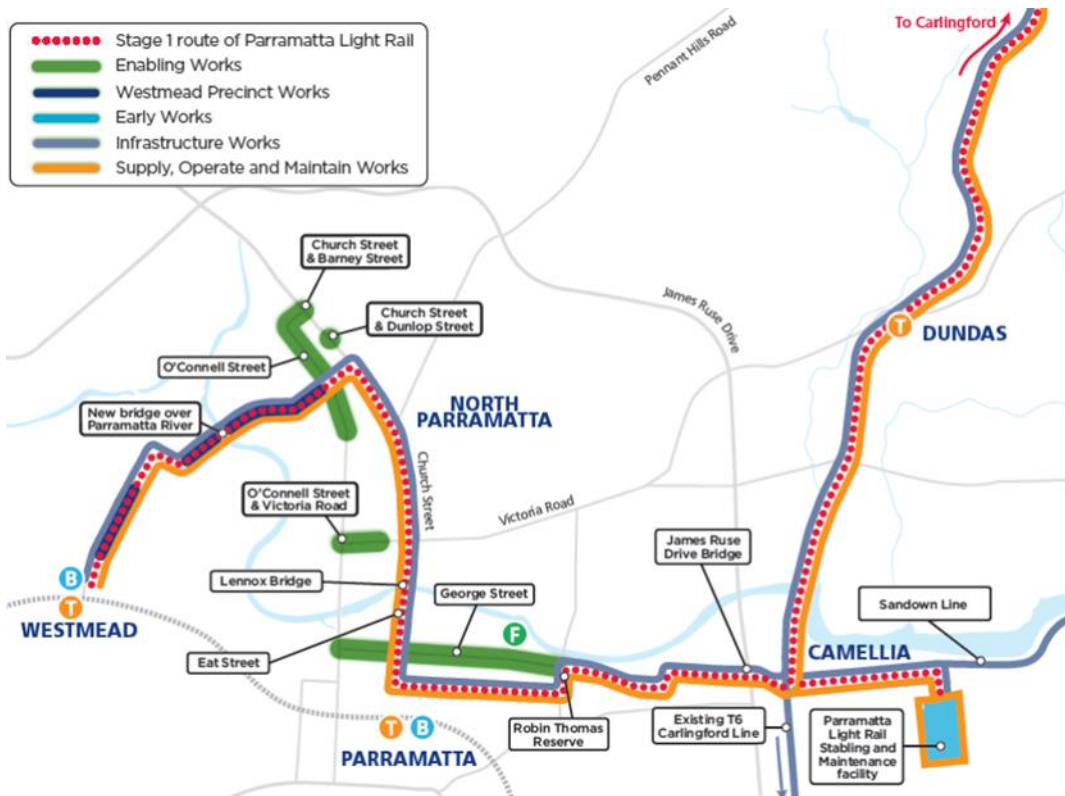 Stage 1 route of Parramatta Light Rail
Enabling Works
Westmead Precinct Works
Early Works
Infrastructure Works
Supply, Operate and Maintain Works
To Carlingford
Pennant Hills Road
Church Street
& Barney Street
Church Street
& Dunlop Street
James Ruse Drive
T
DUNDAS
O'Connell Street
New bridge over
Parramatta River
NORTH
PARRAMATTA
Church Street
O'Connell Street
& Victoria Road
Victoria Road
James Ruse
Drive Bridge
B
T
WESTMEAD
Lennox Bridge
George Street
F
Sandown Line
Eat Street
CAMELLIA
T
B
PARRAMATTA
Robin Thomas
Reserve
Existing T6
Carlingford Line
Parramatta
Light Rail
Stabling and
Maintenance
facility